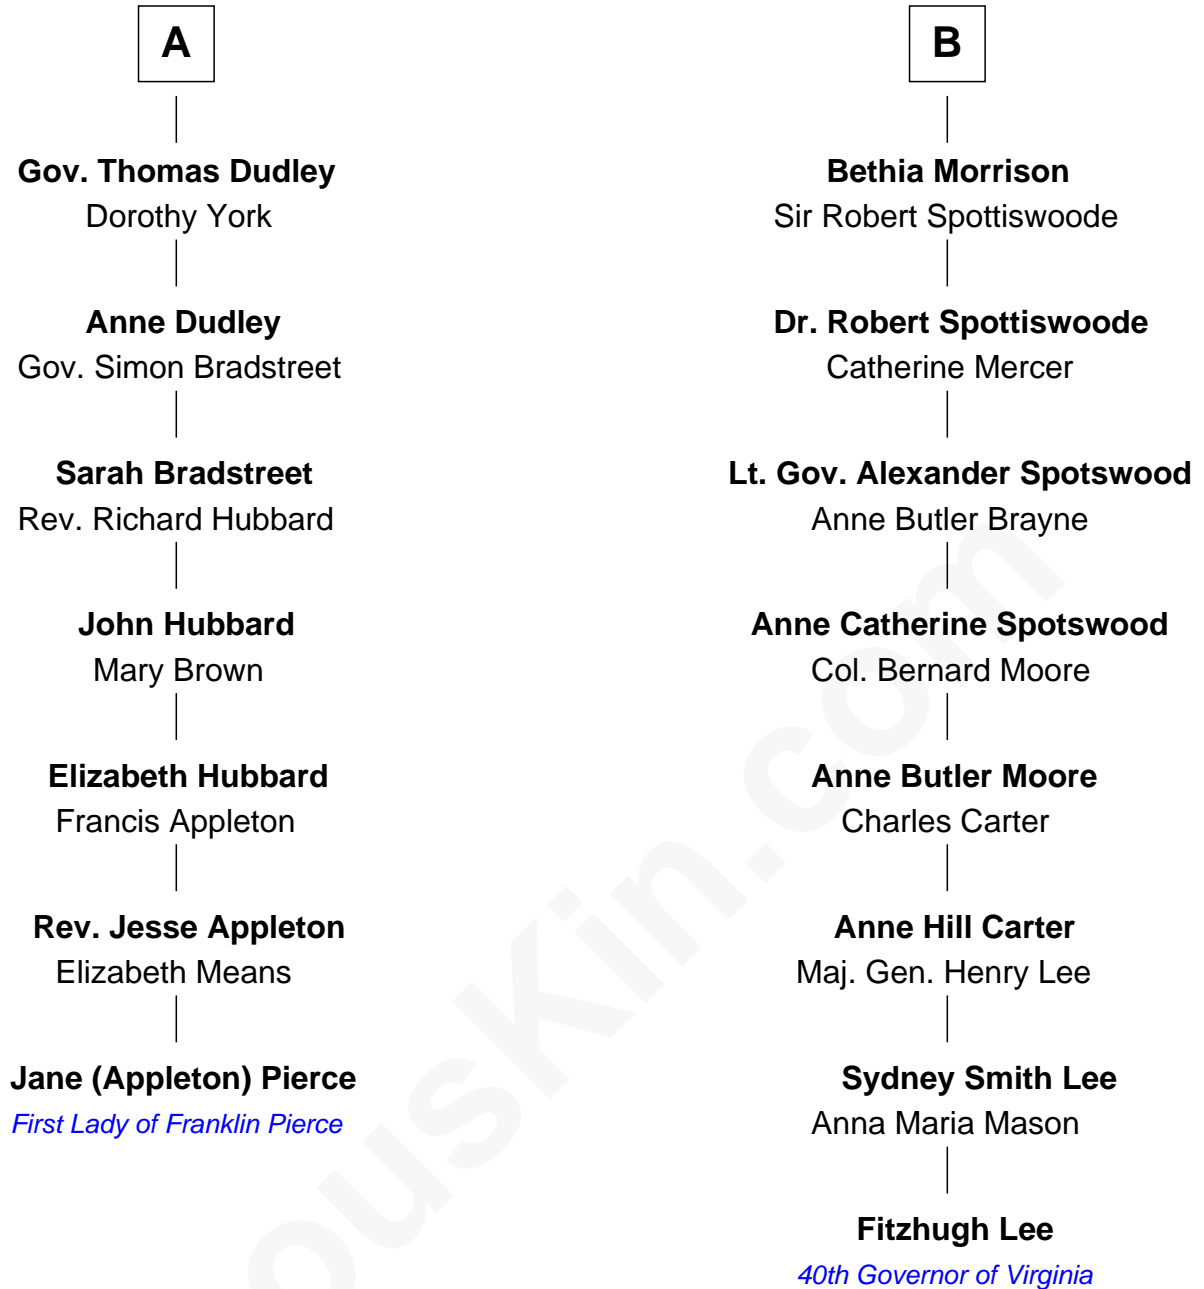 A
Gov. Thomas Dudley
Dorothy York
Anne Dudley
Gov. Simon Bradstreet
Sarah Bradstreet
Rev. Richard Hubbard
John Hubbard
Mary Brown
Elizabeth Hubbard
Francis Appleton
Rev. Jesse Appleton
Elizabeth Means
Jane (Appleton) Pierce
First Lady of Franklin Pierce
B
Bethia Morrison
Sir Robert Spottiswoode
Dr. Robert Spottiswoode
Catherine Mercer
Lt. Gov. Alexander Spotswood
Anne Butler Brayne
Anne Catherine Spotswood
Col. Bernard Moore
Anne Butler Moore
Charles Carter
Anne Hill Carter
Maj. Gen. Henry Lee
Sydney Smith Lee
Anna Maria Mason
Fitzhugh Lee
40th Governor of Virginia
ousKin.com